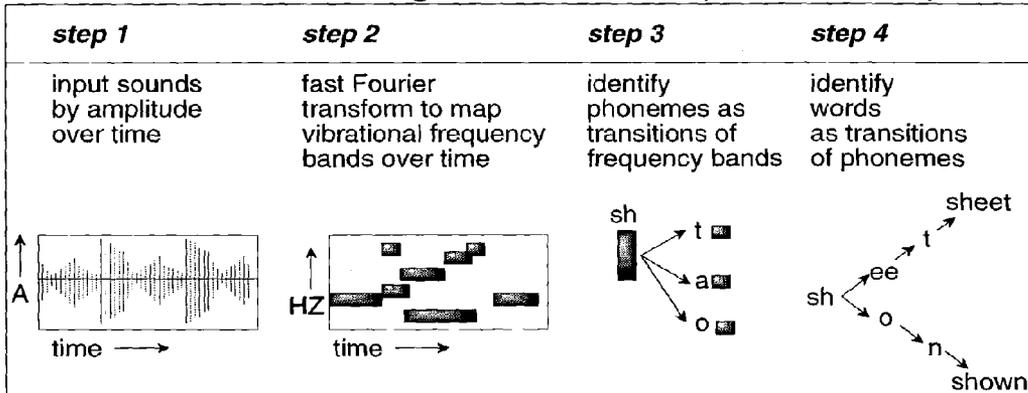 step 1
input sounds
by amplitude
over time
A
time
step 2
fast Fourier
transform to map
vibrational frequency
bands over time
HZ
time
step 3
identify
phonemes as
transitions of
frequency bands
sh
t
a
o
step 4
identify
words
as transitions
of phonemes
sheet
t
ee
sh
o
n
shown